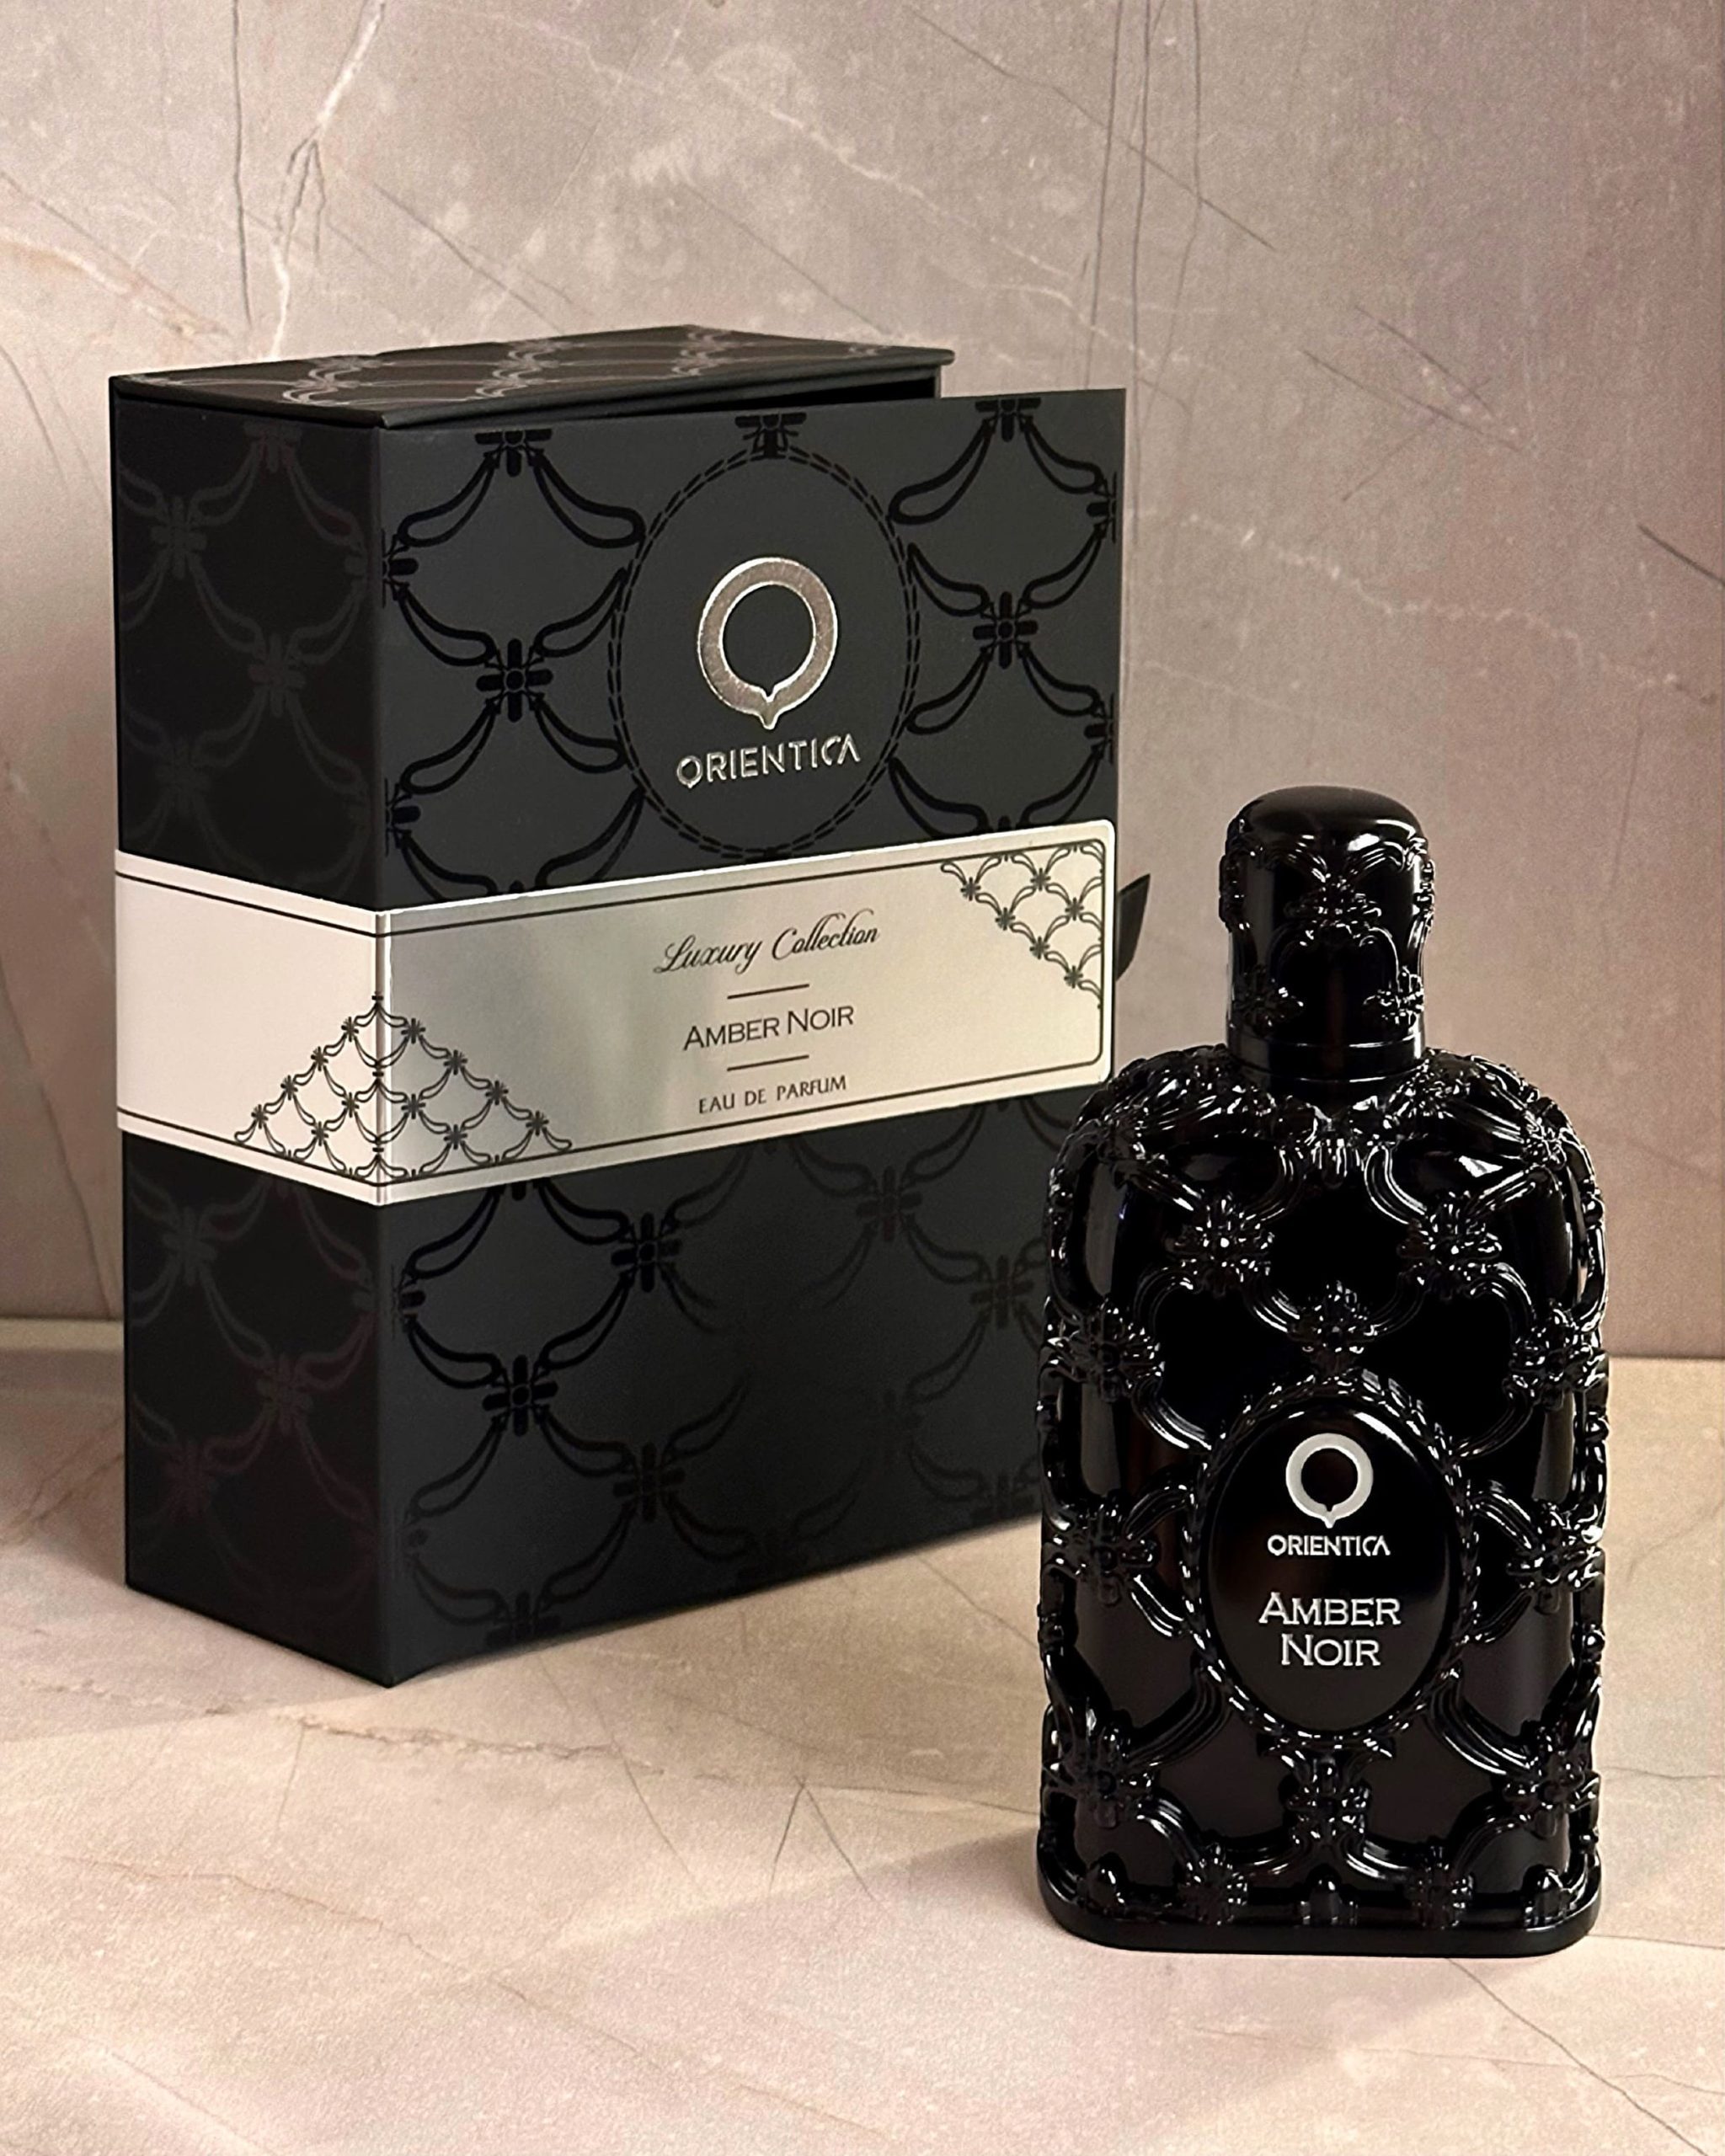 ORIENTICA
Luxury Collection
AMBER NOIR
EAU DE PARFUM
ORIENTICA
AMBER
NOIR